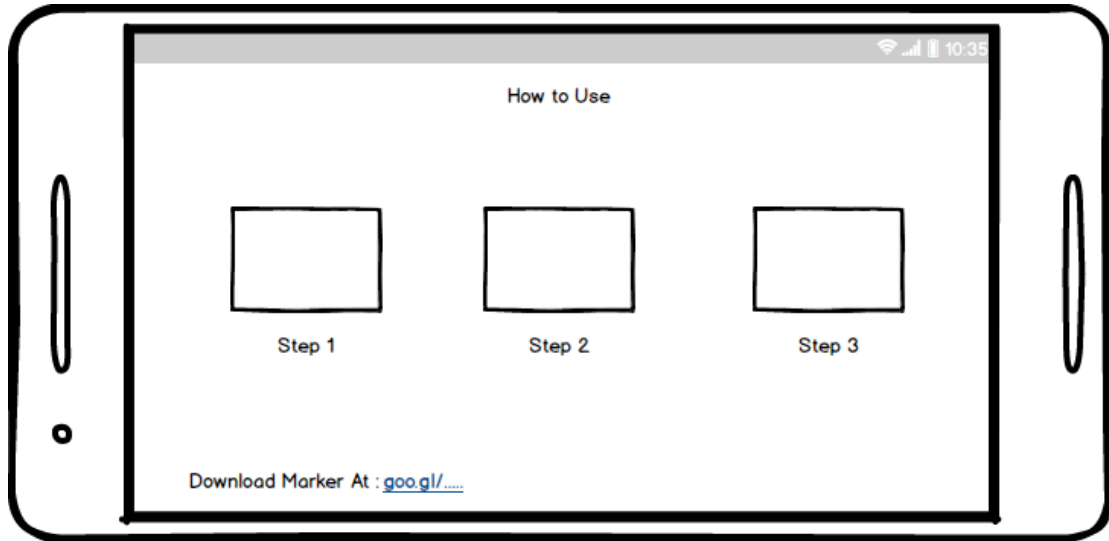 10:35
How to Use
Step 1 Step 2 Step 3
Download Marker At : goo.gl/.....